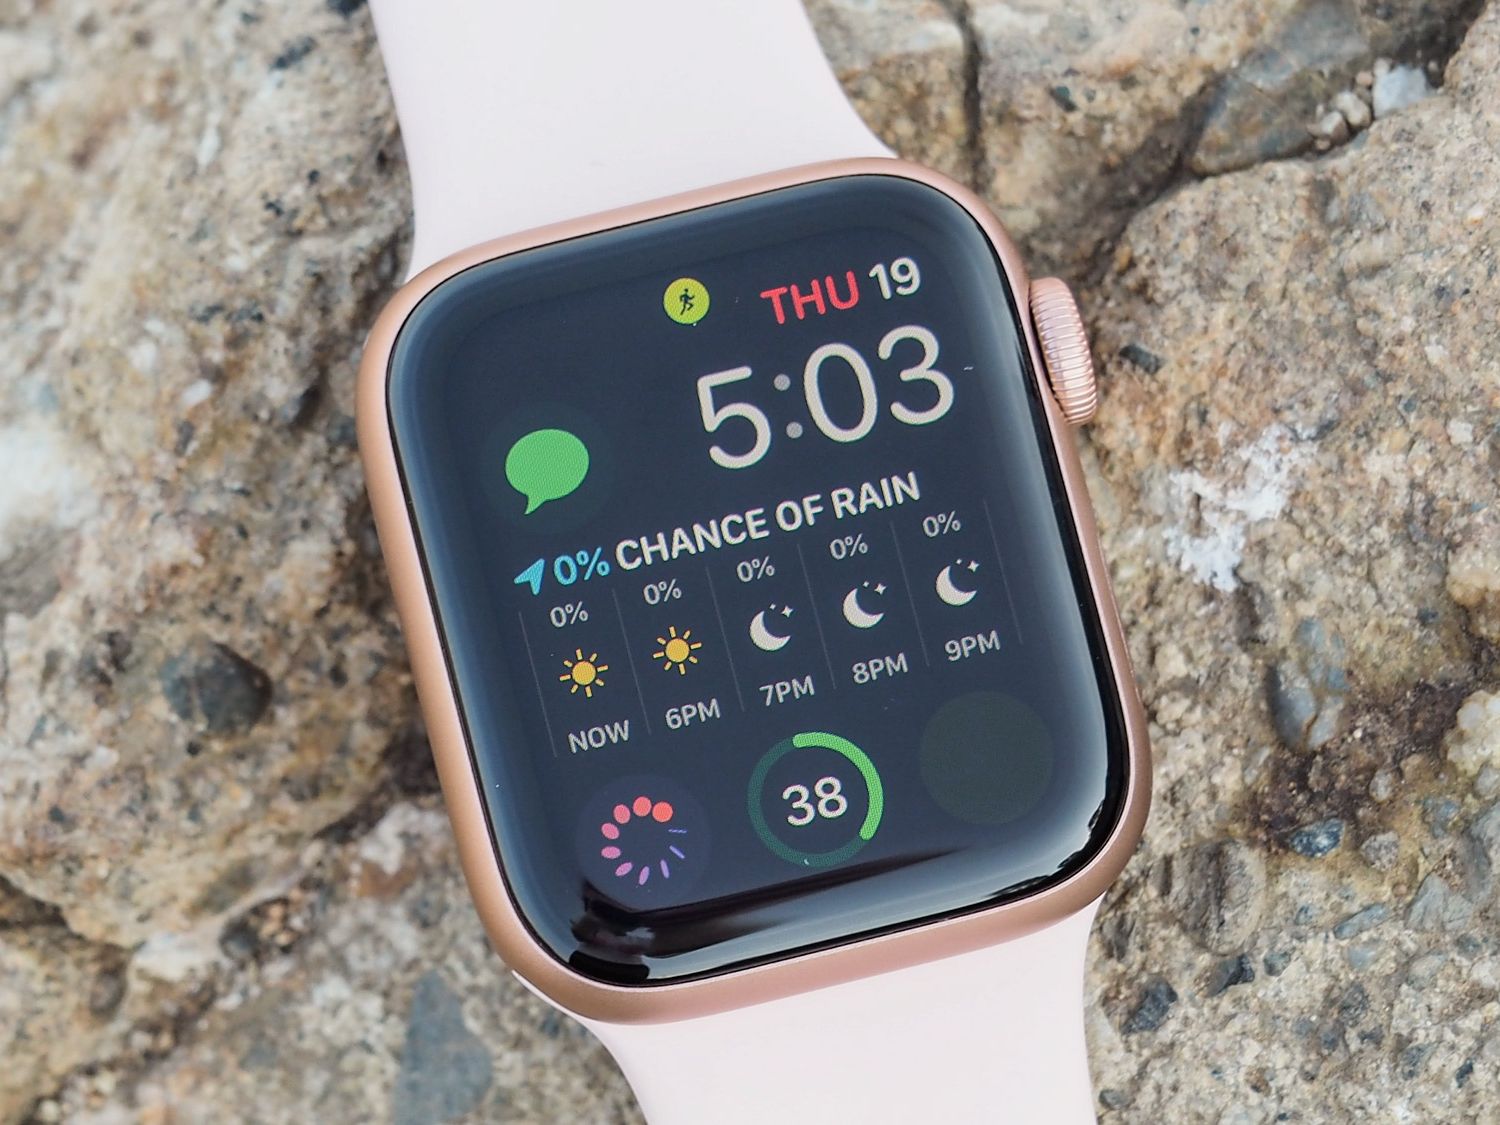 THU 19
5:03
0% CHANCE OF RAIN
0% 0% 0% 0% 0%
NOW 6PM 7PM 8PM 9PM
38